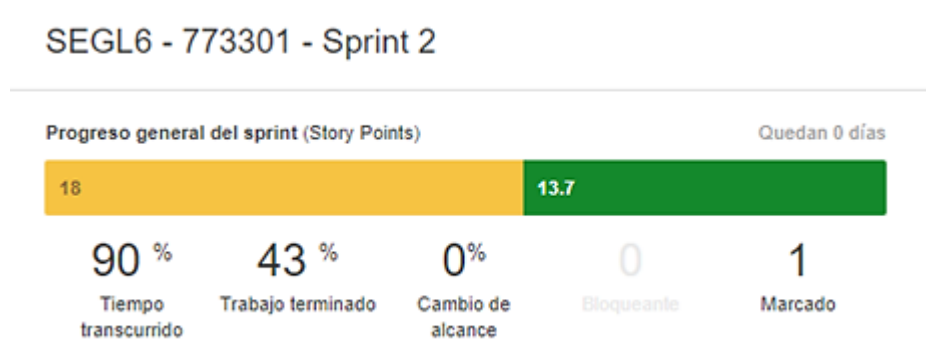 SEGL6 - 773301 - Sprint 2
Progreso general del sprint (Story Points)
Quedan 0 días
18
13.7
90 %
43 %
0%
0
1
Tiempo transcurrido
Trabajo terminado
Cambio de alcance
Bloqueante
Marcado